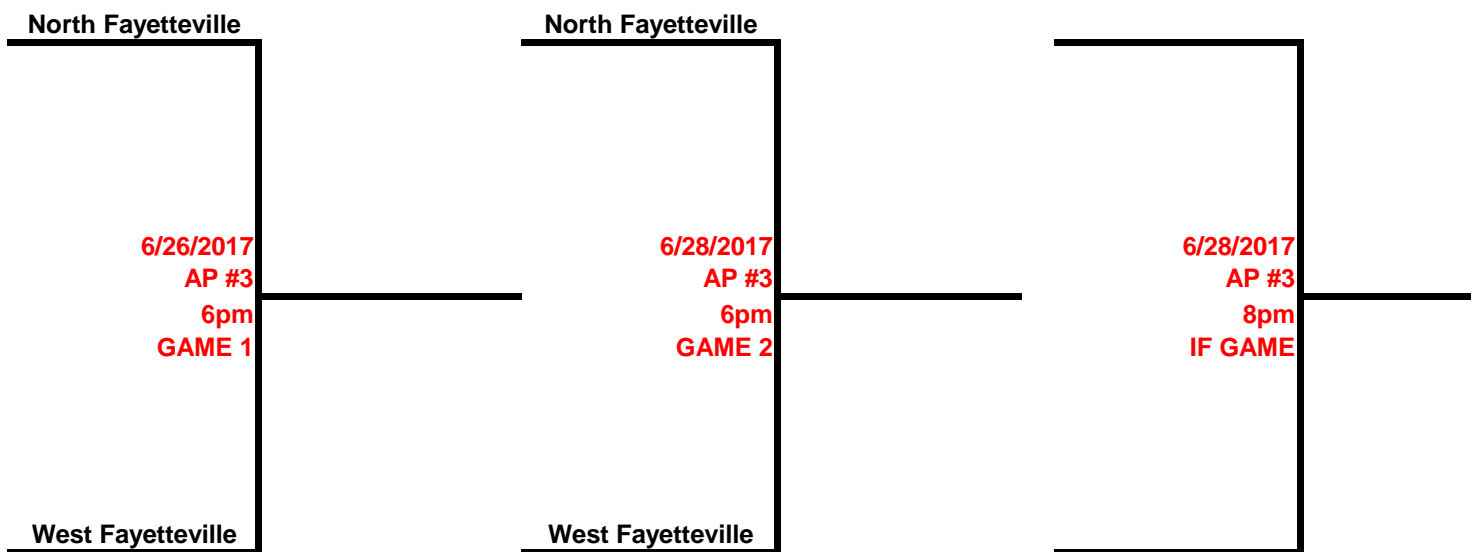 North Fayetteville
6/26/2017
AP #3
6pm
GAME 1
West Fayetteville
North Fayetteville
6/28/2017
AP #3
6pm
GAME 2
West Fayetteville
6/28/2017
AP #3
8pm
IF GAME